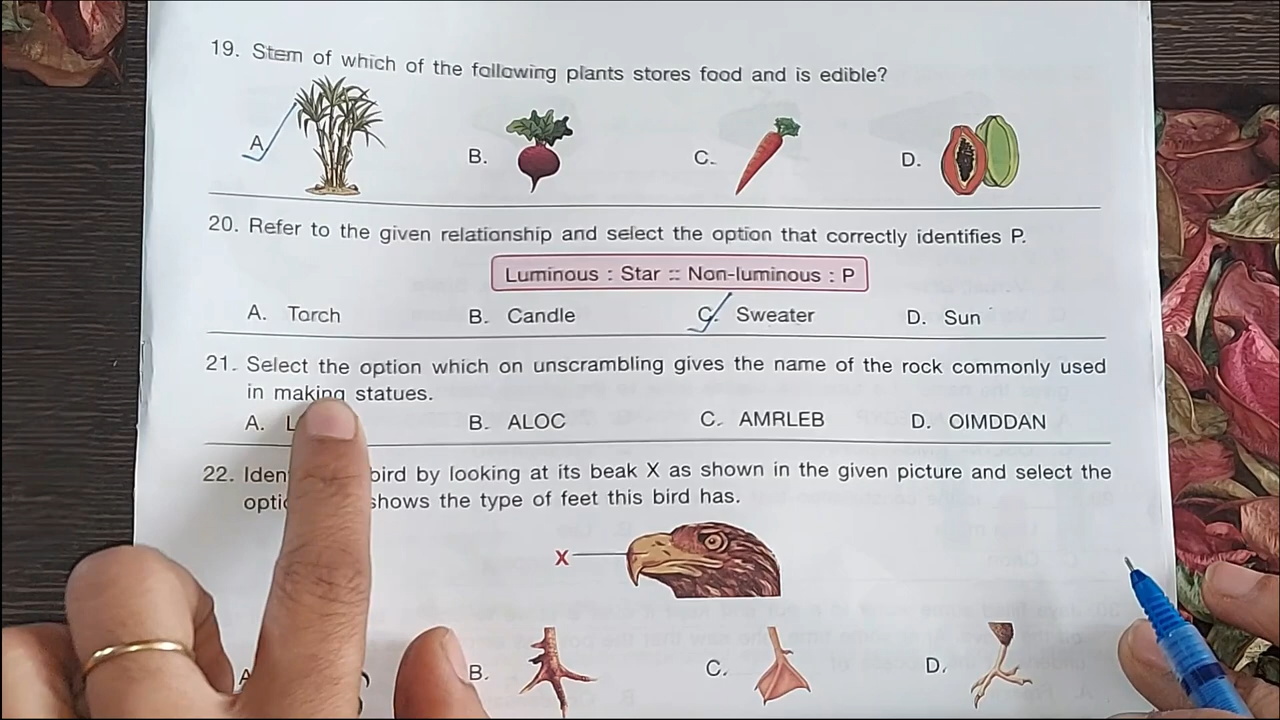 19. Stem of which of the following plants stores food and is edible?
A. B. C. D.
20. Refer to the given relationship and select the option that correctly identifies P.
Luminous : Star :: Non-luminous : P
A. Torch B. Candle C. Sweater D. Sun
21. Select the option which on unscrambling gives the name of the rock commonly used
in making statues.
A. B. ALOC C. AMRLEB D. OIMDDAN
22. bird by looking at its beak X as shown in the given picture and select the
shows the type of feet this bird has.
X
B. C. D.